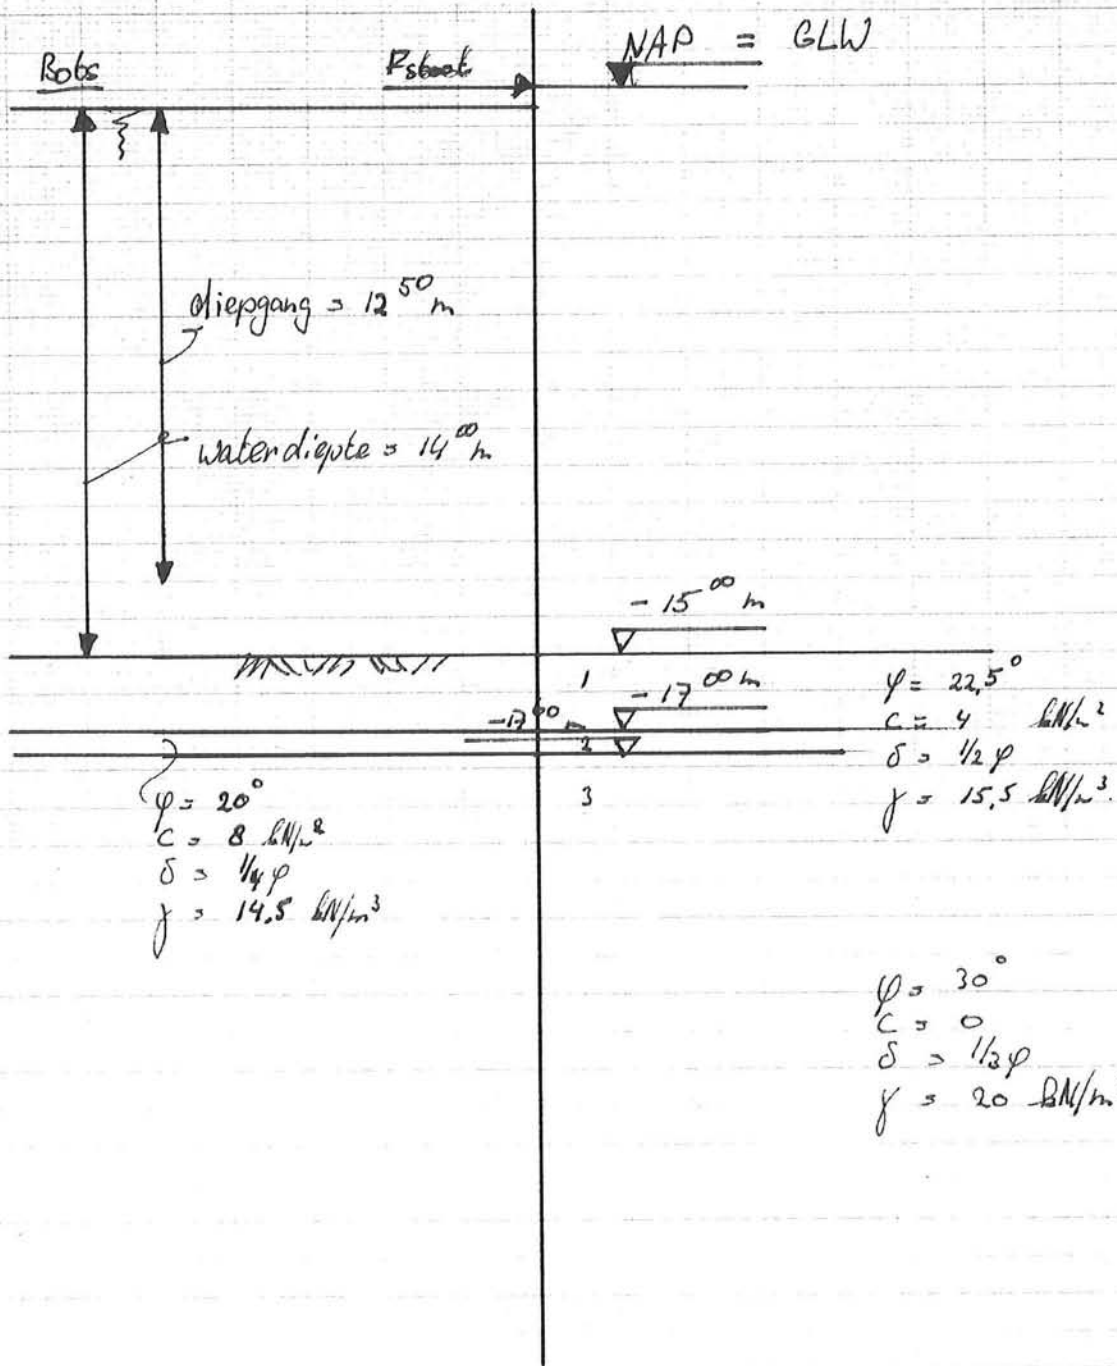 NAP = GLW
Bots
Fstoot
diepgang = 12⁵⁰ m
waterdiepte = 14⁰⁰ m
- 15⁰⁰ m
1
- 17⁰⁰ m
-17⁶⁰
2
3
φ = 22,5°
c = 4 kN/m²
δ = 1/2 φ
γ = 15,5 kN/m³.
φ = 20°
c = 8 kN/m²
δ = 1/4 φ
γ = 14.5 kN/m³
φ = 30°
c = 0
δ = 1/3 φ
γ = 20 kN/m